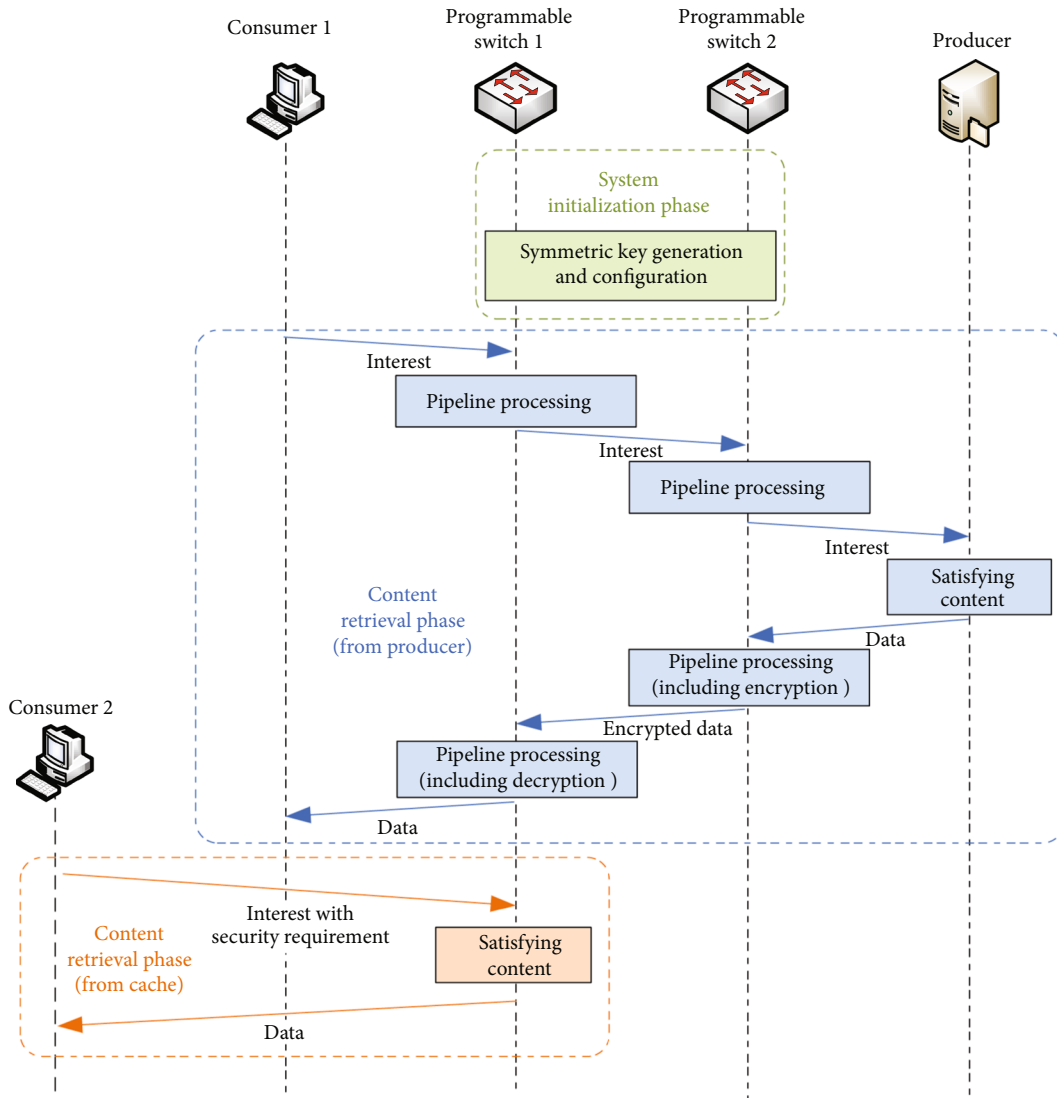 Consumer 1
Programmable
switch 1
Programmable
switch 2
Producer
System
initialization phase
Symmetric key generation
and configuration
Interest
Pipeline processing
Interest
Pipeline processing
Interest
Satisfying
content
Content
retrieval phase
(from producer)
Data
Pipeline processing
(including encryption )
Encrypted data
Consumer 2
Pipeline processing
(including decryption )
Data
Interest with
security requirement
Content
retrieval phase
(from cache)
Satisfying
content
Data